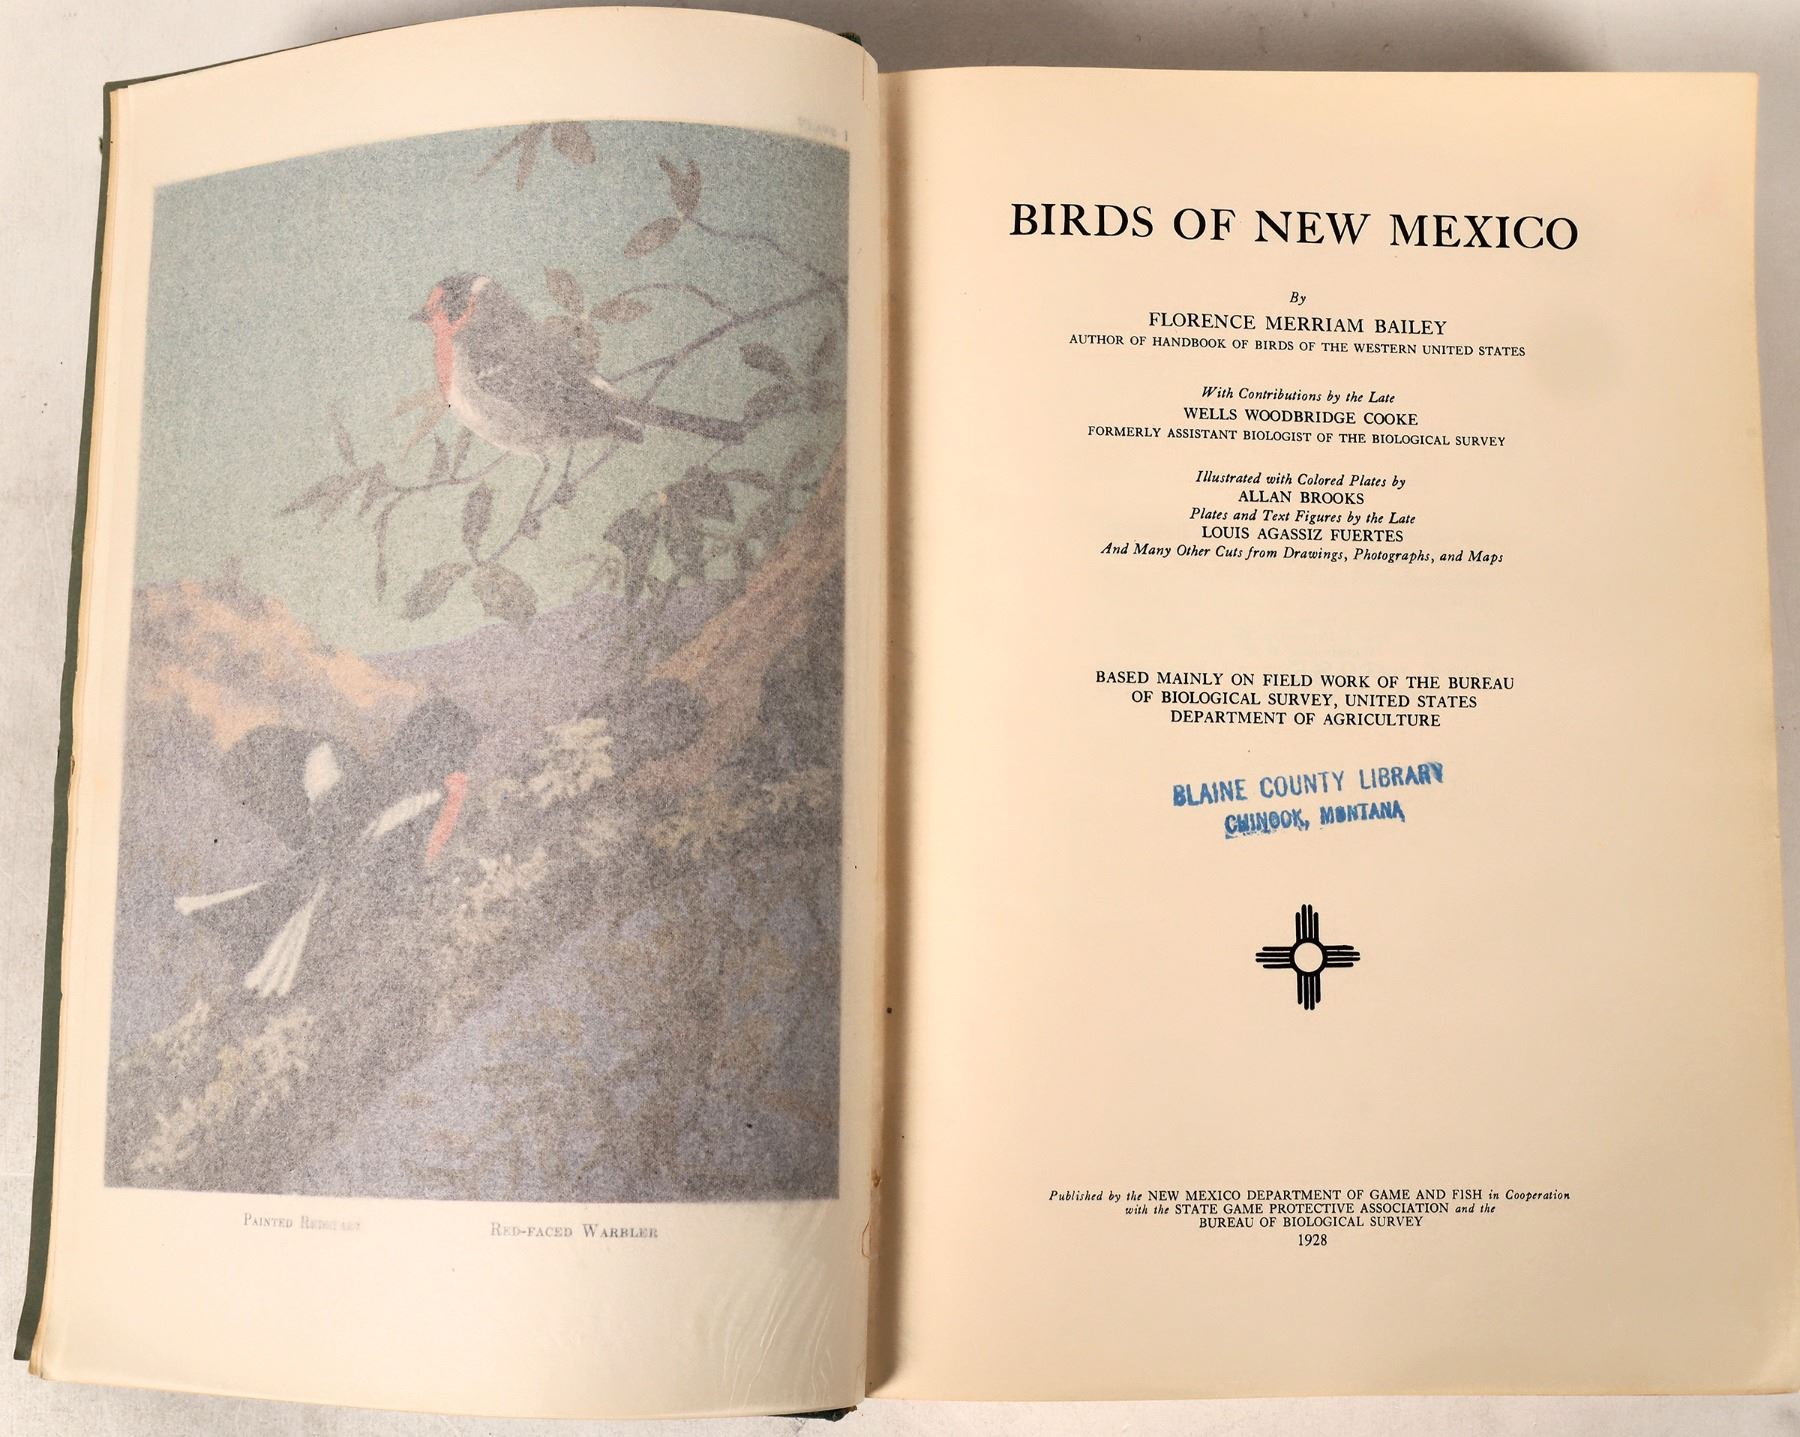 PAINTED REDSTART
RED-FACED WARBLER
BIRDS OF NEW MEXICO
By
FLORENCE MERRIAM BAILEY
AUTHOR OF HANDBOOK OF BIRDS OF THE WESTERN UNITED STATES
With Contributions by the Late
WELLS WOODBRIDGE COOKE
FORMERLY ASSISTANT BIOLOGIST OF THE BIOLOGICAL SURVEY
Illustrated with Colored Plates by
ALLAN BROOKS
Plates and Text Figures by the Late
LOUIS AGASSIZ FUERTES
And Many Other Cuts from Drawings, Photographs, and Maps
BASED MAINLY ON FIELD WORK OF THE BUREAU
OF BIOLOGICAL SURVEY, UNITED STATES
DEPARTMENT OF AGRICULTURE
BLAINE COUNTY LIBRARY
CHINOOK, MONTANA
Published by the NEW MEXICO DEPARTMENT OF GAME AND FISH in Cooperation
with the STATE GAME PROTECTIVE ASSOCIATION and the
BUREAU OF BIOLOGICAL SURVEY
1928